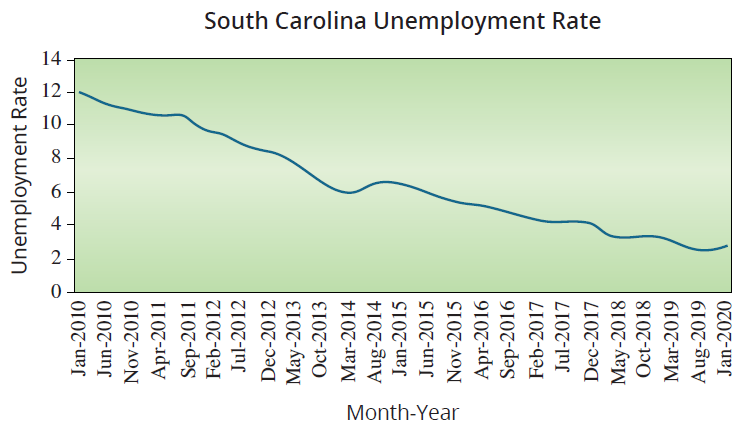 South Carolina Unemployment Rate
Unemployment Rate
14
12
10
8
6
4
2
0
Jan-2010
Jun-2010
Nov-2010
Apr-2011
Sep-2011
Feb-2012
Jul-2012
Dec-2012
May-2013
Oct-2013
Mar-2014
Aug-2014
Jan-2015
Jun-2015
Nov-2015
Apr-2016
Sep-2016
Feb-2017
Jul-2017
Dec-2017
May-2018
Oct-2018
Mar-2019
Aug-2019
Jan-2020
Month-Year